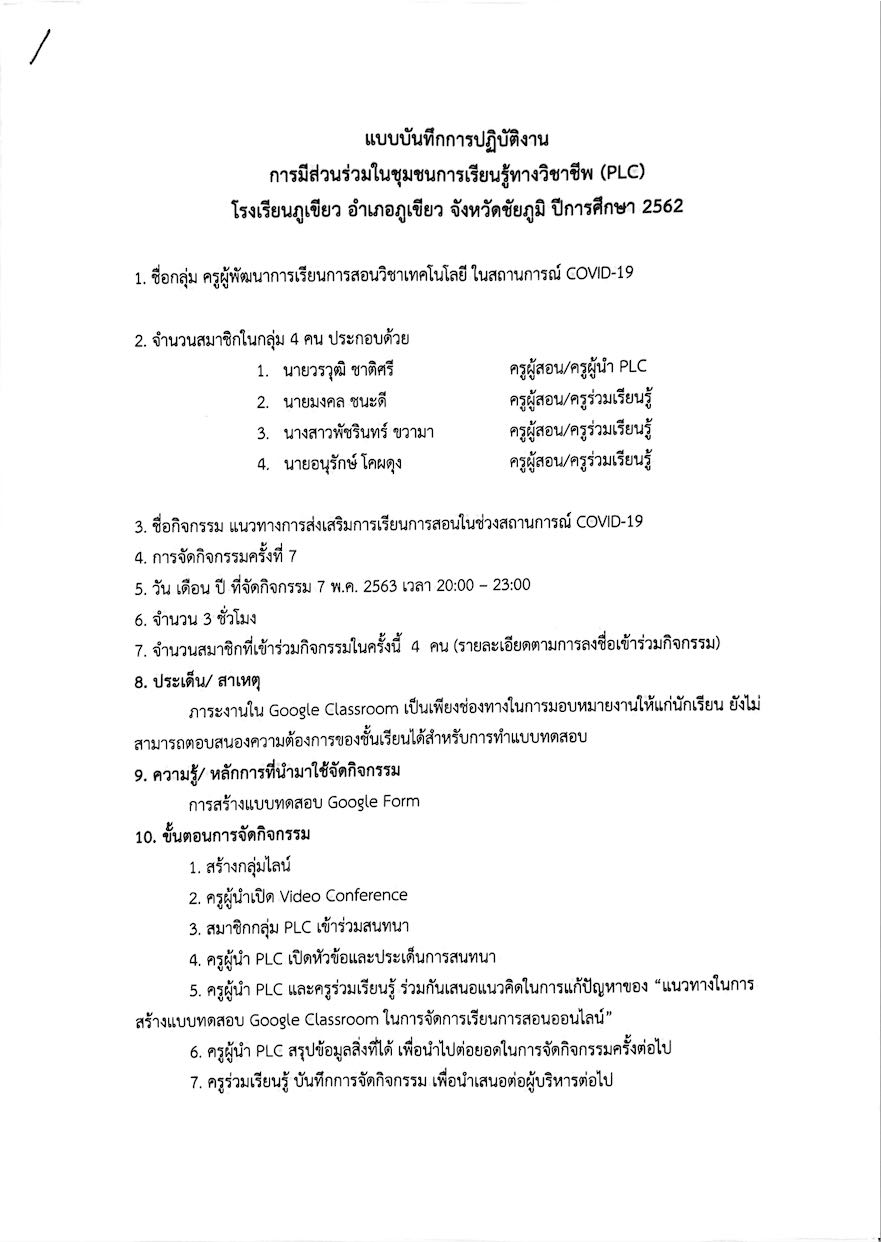 แบบบันทึกการปฏิบัติงาน
การมีส่วนร่วมในชุมชนการเรียนรู้ทางวิชาชีพ (PLC)
โรงเรียนภูเขียว อำเภอภูเขียว จังหวัดชัยภูมิ ปีการศึกษา 2562
1. ชื่อกลุ่ม ครูผู้พัฒนาการเรียนการสอนวิชาเทคโนโลยี ในสถานการณ์ COVID-19
2. จำนวนสมาชิกในกลุ่ม 4 คน ประกอบด้วย
1. นายวรวุฒิ ชาติศรี ครูผู้สอน/ครูผู้นำ PLC
2. นายมงคล ชนะดี ครูผู้สอน/ครูร่วมเรียนรู้
3. นางสาวพัชรินทร์ ขวามา ครูผู้สอน/ครูร่วมเรียนรู้
4. นายอนุรักษ์ โคผดุง ครูผู้สอน/ครูร่วมเรียนรู้
3. ชื่อกิจกรรม แนวทางการส่งเสริมการเรียนการสอนในช่วงสถานการณ์ COVID-19
4. การจัดกิจกรรมครั้งที่ 7
5. วัน เดือน ปี ที่จัดกิจกรรม 7 พ.ค. 2563 เวลา 20:00 – 23:00
6. จำนวน 3 ชั่วโมง
7. จำนวนสมาชิกที่เข้าร่วมกิจกรรมในครั้งนี้ 4 คน (รายละเอียดตามการลงชื่อเข้าร่วมกิจกรรม)
8. ประเด็น/ สาเหตุ
ภาระงานใน Google Classroom เป็นเพียงช่องทางในการมอบหมายงานให้แก่นักเรียน ยังไม่
สามารถตอบสนองความต้องการของชั้นเรียนได้สำหรับการทำแบบทดสอบ
9. ความรู้/ หลักการที่นำมาใช้จัดกิจกรรม
การสร้างแบบทดสอบ Google Form
10. ขั้นตอนการจัดกิจกรรม
1. สร้างกลุ่มไลน์
2. ครูผู้นำเปิด Video Conference
3. สมาชิกกลุ่ม PLC เข้าร่วมสนทนา
4. ครูผู้นำ PLC เปิดหัวข้อและประเด็นการสนทนา
5. ครูผู้นำ PLC และครูร่วมเรียนรู้ ร่วมกันเสนอแนวคิดในการแก้ปัญหาของ “แนวทางในการ
สร้างแบบทดสอบ Google Classroom ในการจัดการเรียนการสอนออนไลน์”
6. ครูผู้นำ PLC สรุปข้อมูลสิ่งที่ได้ เพื่อนำไปต่อยอดในการจัดกิจกรรมครั้งต่อไป
7. ครูร่วมเรียนรู้ บันทึกการจัดกิจกรรม เพื่อนำเสนอต่อผู้บริหารต่อไป